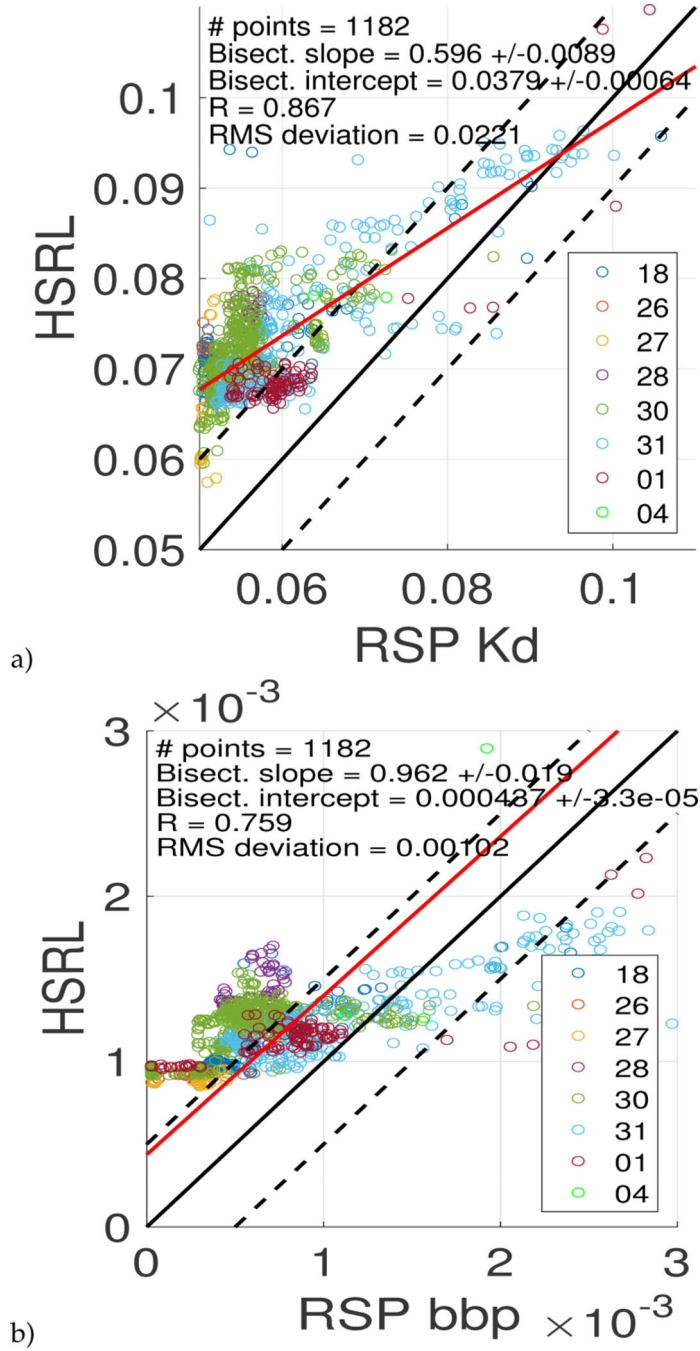 # points = 1182
Bisect. slope = 0.596 +/-0.0089
Bisect. intercept = 0.0379 +/-0.00064
R = 0.867
RMS deviation = 0.0221
0.1
0.09
0.08
0.07
0.06
0.05
HSRL
18
26
27
28
30
31
01
04
0.06 0.08 0.1
RSP Kd
a)
× 10⁻³
# points = 1182
Bisect. slope = 0.962 +/-0.019
Bisect. intercept = 0.000437 +/-3.3e-05
R = 0.759
RMS deviation = 0.00102
3
2
1
0
HSRL
18
26
27
28
30
31
01
04
0 1 2 3
RSP bbp × 10⁻³
b)